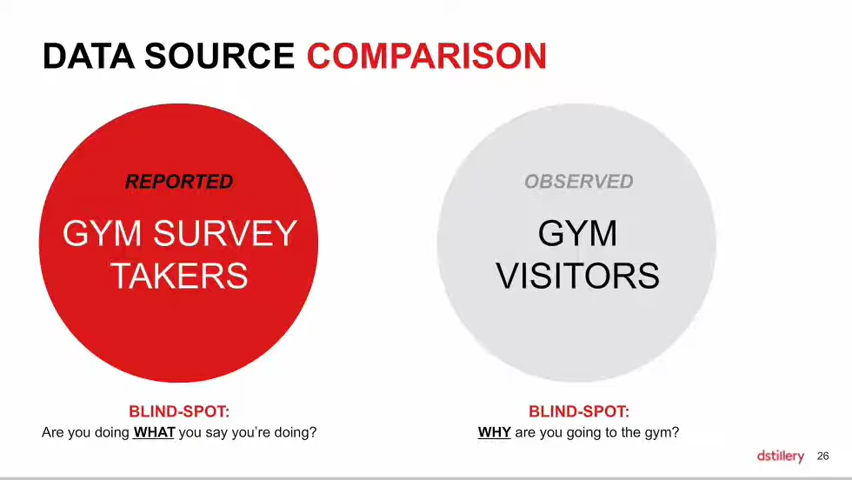 DATA SOURCE COMPARISON
REPORTED
GYM SURVEY
TAKERS
BLIND-SPOT:
Are you doing WHAT you say you're doing?
OBSERVED
GYM
VISITORS
BLIND-SPOT:
WHY are you going to the gym?
dstillery 26